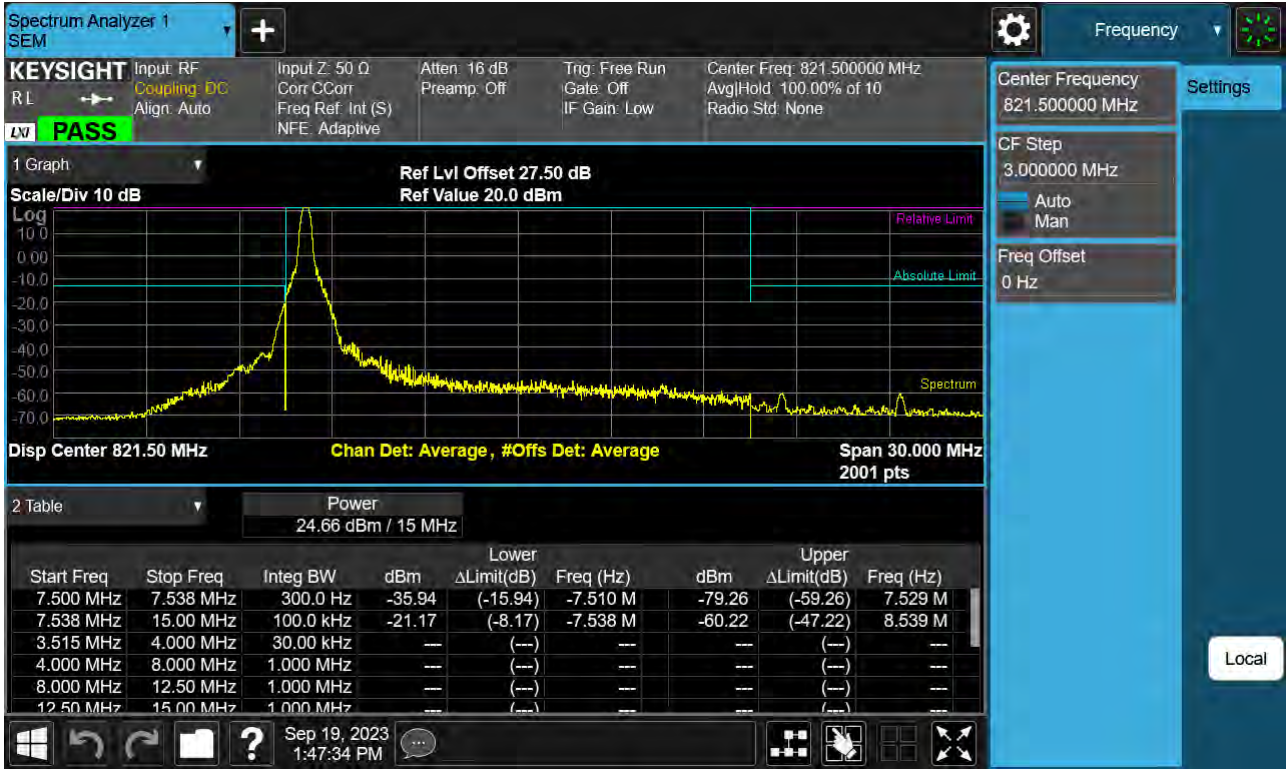 Spectrum Analyzer 1
SEM
Frequency
KEYSIGHT
R L
LXI
PASS
Input: RF
Coupling: DC
Align: Auto
Input Z: 50 Ω
Corr CCorr
Freq Ref: Int (S)
NFE: Adaptive
Atten: 16 dB
Preamp: Off
Trig: Free Run
Gate: Off
IF Gain: Low
Center Freq: 821.500000 MHz
Avg|Hold: 100.00% of 10
Radio Std: None
Center Frequency
821.500000 MHz
Settings
CF Step
3.000000 MHz
Auto
Man
Freq Offset
0 Hz
Local
1 Graph
Scale/Div 10 dB
Ref Lvl Offset 27.50 dB
Ref Value 20.0 dBm
Log
10.0
0.00
-10.0
-20.0
-30.0
-40.0
-50.0
-60.0
-70.0
Relative Limit
Absolute Limit
Spectrum
Disp Center 821.50 MHz
Chan Det: Average, #Offs Det: Average
Span 30.000 MHz
2001 pts
2 Table
Power
24.66 dBm / 15 MHz
Lower Upper
Start Freq Stop Freq Integ BW dBm ΔLimit(dB) Freq (Hz) dBm ΔLimit(dB) Freq (Hz)
7.500 MHz 7.538 MHz 300.0 Hz -35.94 (-15.94) -7.510 M -79.26 (-59.26) 7.529 M
7.538 MHz 15.00 MHz 100.0 kHz -21.17 (-8.17) -7.538 M -60.22 (-47.22) 8.539 M
3.515 MHz 4.000 MHz 30.00 kHz --- (---) --- --- (---) ---
4.000 MHz 8.000 MHz 1.000 MHz --- (---) --- --- (---) ---
8.000 MHz 12.50 MHz 1.000 MHz --- (---) --- --- (---) ---
12.50 MHz 15.00 MHz 1.000 MHz --- (---) --- --- (---) ---
?
Sep 19, 2023
1:47:34 PM